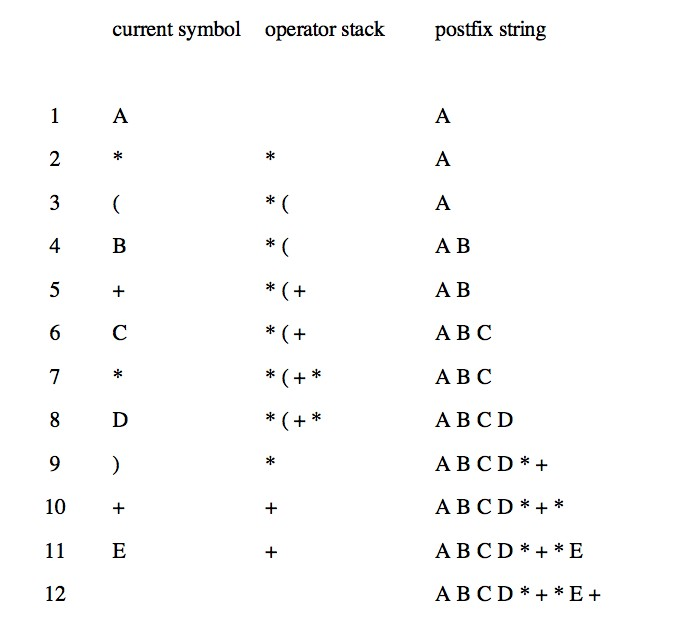 current symbol operator stack postfix string
1 A A
2 * * A
3 ( * ( A
4 B * ( A B
5 + * ( + A B
6 C * ( + A B C
7 * * ( + * A B C
8 D * ( + * A B C D
9 ) * A B C D * +
10 + + A B C D * + *
11 E + A B C D * + * E
12 A B C D * + * E +